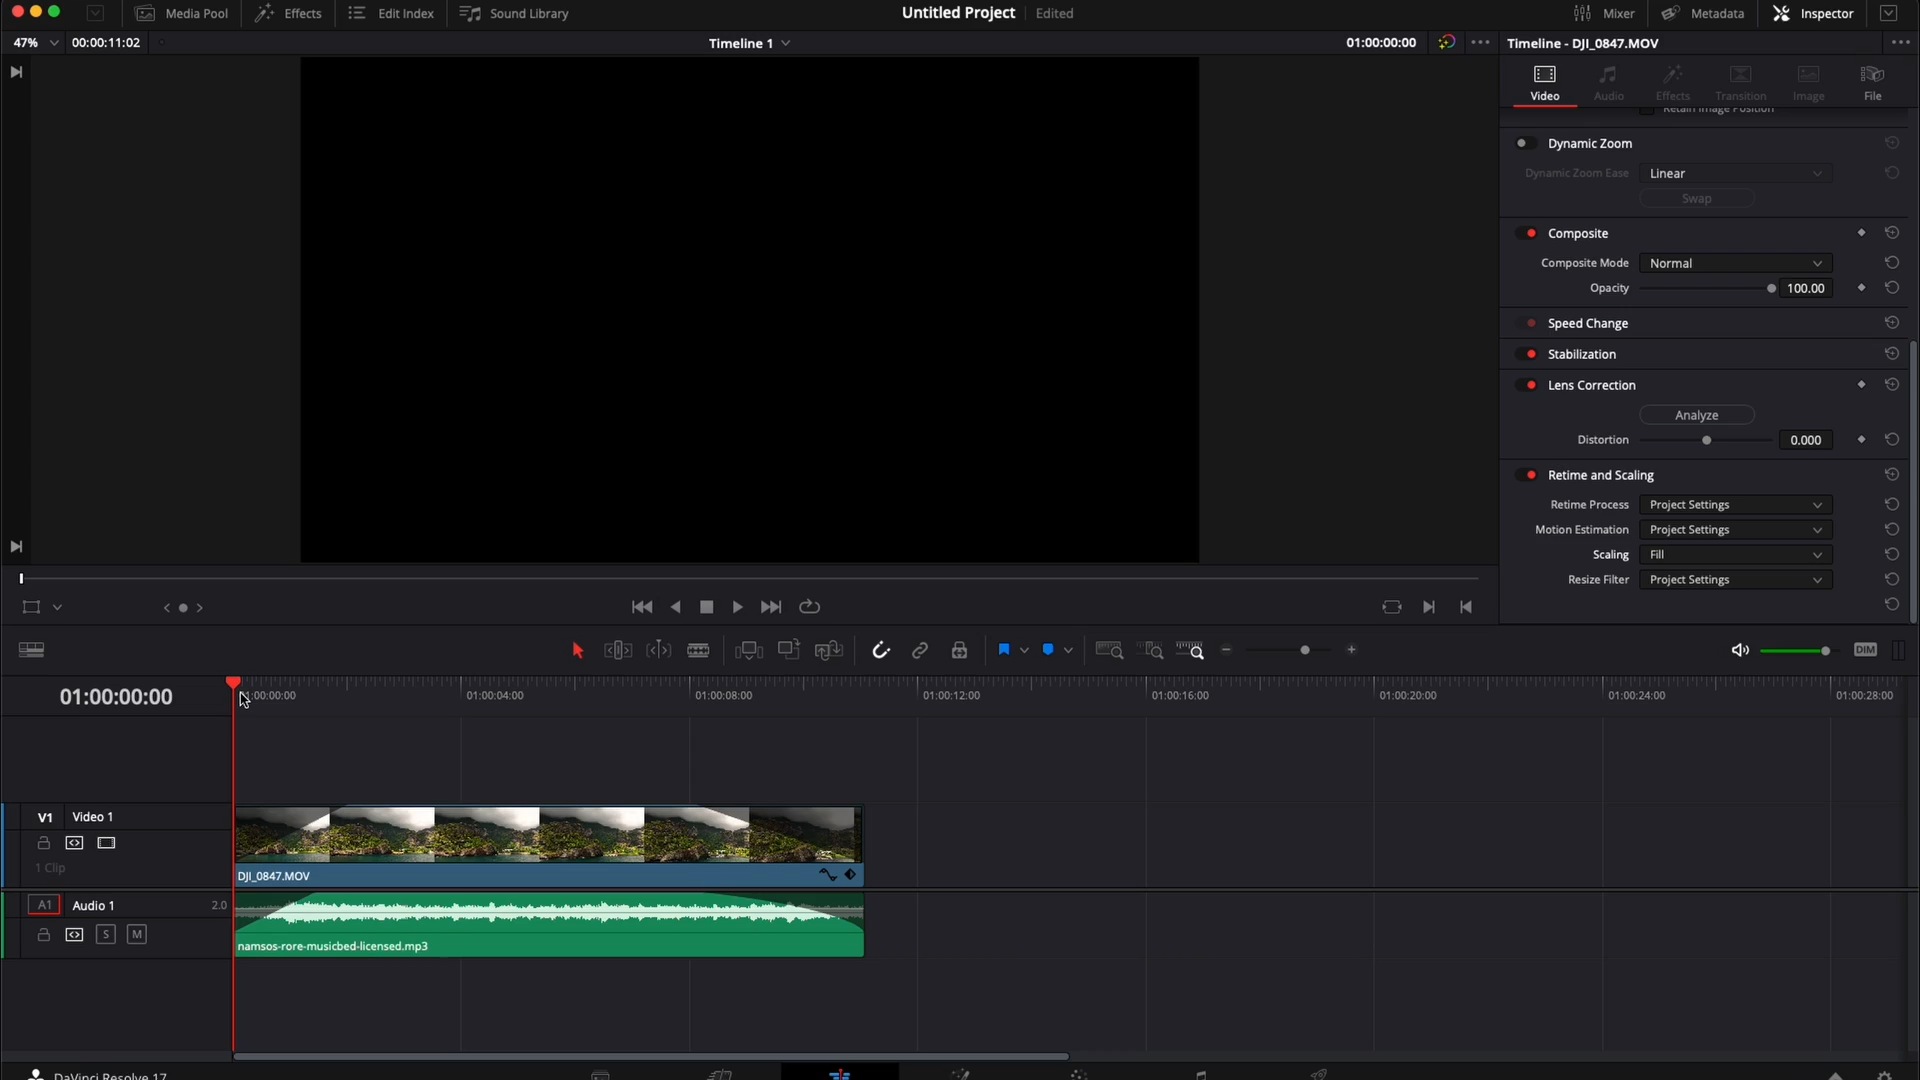 Media Pool Effects Edit Index Sound Library Untitled Project Edited Mixer Metadata Inspector
47% 00:00:11:02 Timeline 1 01:00:00:00 Timeline - DJI_0847.MOV
Video Audio Effects Transition Image File
Retain Image Position
Dynamic Zoom
Dynamic Zoom Ease Linear
Swap
Composite
Composite Mode Normal
Opacity 100.00
Speed Change
Stabilization
Lens Correction
Analyze
Distortion 0.000
Retime and Scaling
Retime Process Project Settings
Motion Estimation Project Settings
Scaling Fill
Resize Filter Project Settings
DIM
01:00:00:00 01:00:00:00 01:00:04:00 01:00:08:00 01:00:12:00 01:00:16:00 01:00:20:00 01:00:24:00 01:00:28:00
V1 Video 1
1 Clip
DJI_0847.MOV
A1 Audio 1 2.0
S M
namsos-rore-musicbed-licensed.mp3
DaVinci Resolve 17